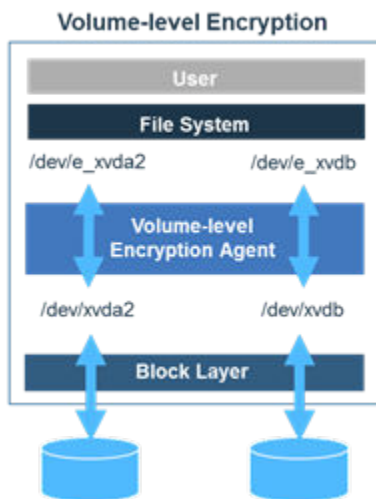 Volume-level Encryption
User
File System
/dev/e_xvda2 /dev/e_xvdb
Volume-level
Encryption Agent
/dev/xvda2 /dev/xvdb
Block Layer